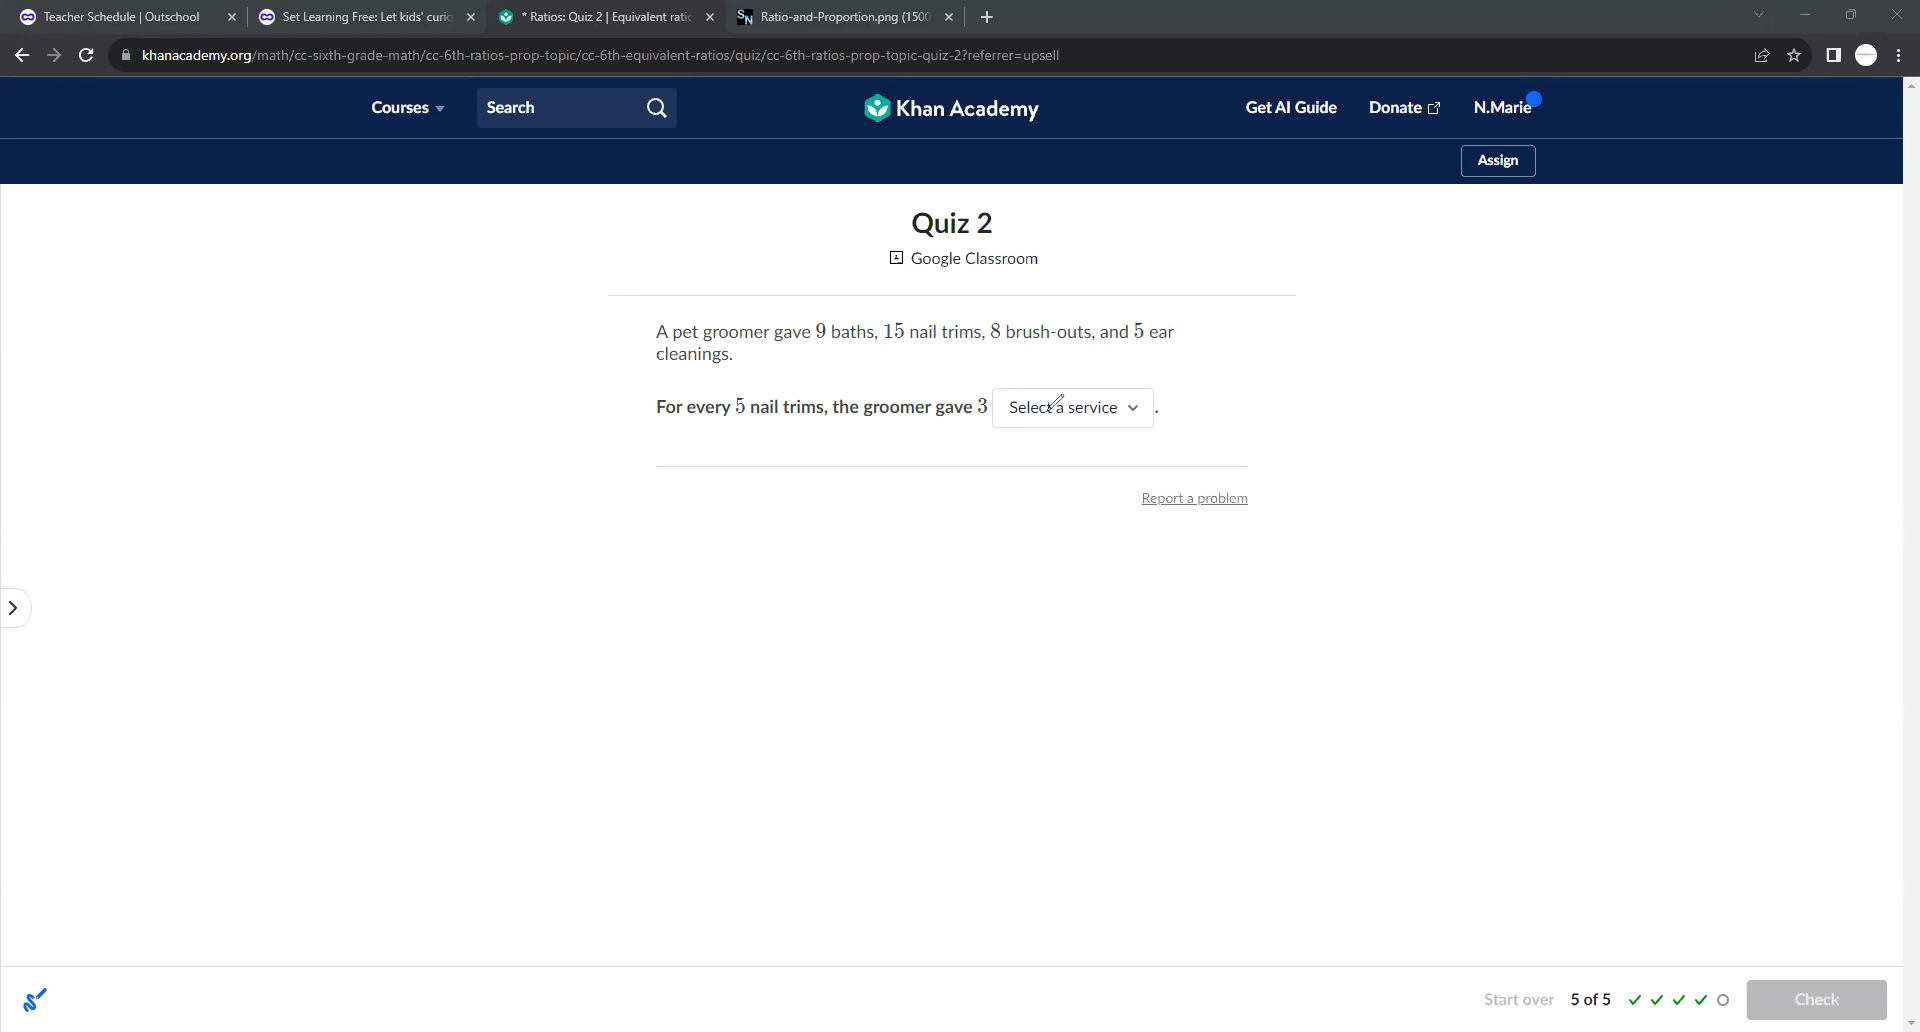 Teacher Schedule | Outschool
Set Learning Free: Let kids' curio
* Ratios: Quiz 2 | Equivalent ratio
Ratio-and-Proportion.png (1500
khanacademy.org/math/cc-sixth-grade-math/cc-6th-ratios-prop-topic/cc-6th-equivalent-ratios/quiz/cc-6th-ratios-prop-topic-quiz-2?referrer=upsell
Courses
Search
Khan Academy
Get AI Guide
Donate
N.Marie
Assign
Quiz 2
Google Classroom
A pet groomer gave 9 baths, 15 nail trims, 8 brush-outs, and 5 ear
cleanings.
For every 5 nail trims, the groomer gave 3 Select a service .
Report a problem
Start over 5 of 5 Check